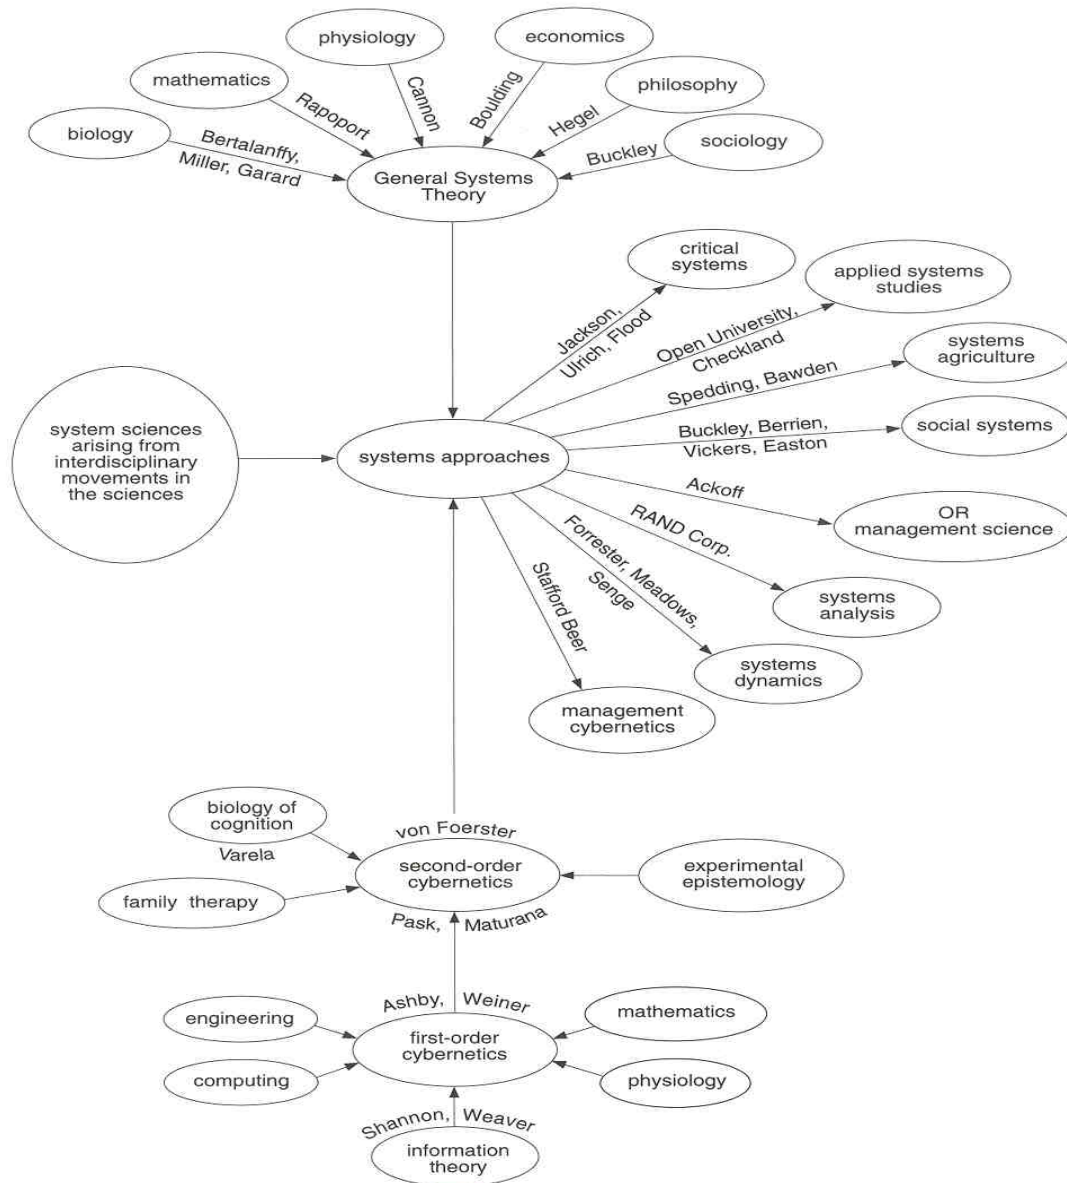 physiology
economics
mathematics
Cannon
Boulding
philosophy
Rapoport
Hegel
biology
Bertalanffy,
Miller, Garard
Buckley
sociology
General Systems
Theory
critical
systems
applied systems
studies
Jackson,
Ulrich, Flood
Open University,
Checkland
systems
agriculture
Spedding, Bawden
system sciences
arising from
interdisciplinary
movements in
the sciences
systems approaches
Buckley, Berrien,
Vickers, Easton
social systems
Ackoff
OR
management science
RAND Corp.
systems
analysis
Forrester, Meadows,
Senge
systems
dynamics
Stafford Beer
management
cybernetics
biology of
cognition
Varela
von Foerster
second-order
cybernetics
experimental
epistemology
family therapy
Pask, Maturana
Ashby, Weiner
engineering
mathematics
first-order
cybernetics
computing
physiology
Shannon, Weaver
information
theory